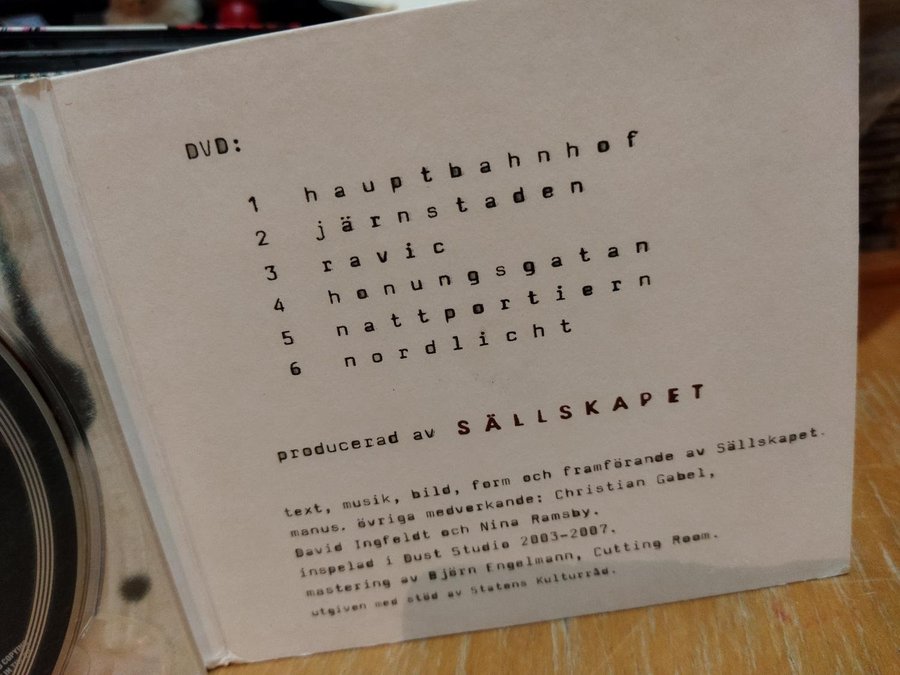 DVD:
1 hauptbahnhof
2 järnstaden
3 ravic
4 honungsgatan
5 nattportiern
6 nordlicht
producerad av SÄLLSKAPET
text, musik, bild, form och framförande av Sällskapet.
manus. övriga medverkande: Christian Gabel,
David Ingfeldt och Nina Ramsby.
inspelad i Dust Studio 2003-2007.
mastering av Björn Engelmann, Cutting Room.
utgiven med stöd av Statens Kulturråd.